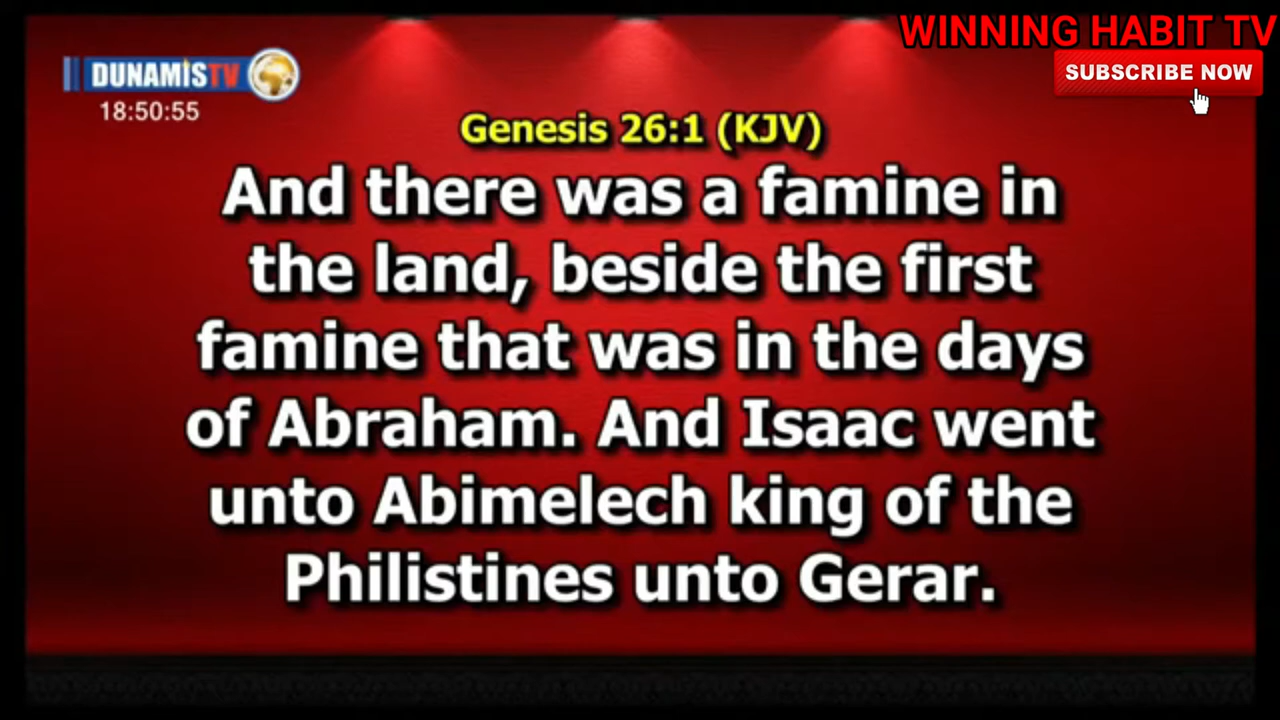 WINNING HABIT TV
DUNAMIS TV
SUBSCRIBE NOW
18:50:55
Genesis 26:1 (KJV)
And there was a famine in
the land, beside the first
famine that was in the days
of Abraham. And Isaac went
unto Abimelech king of the
Philistines unto Gerar.